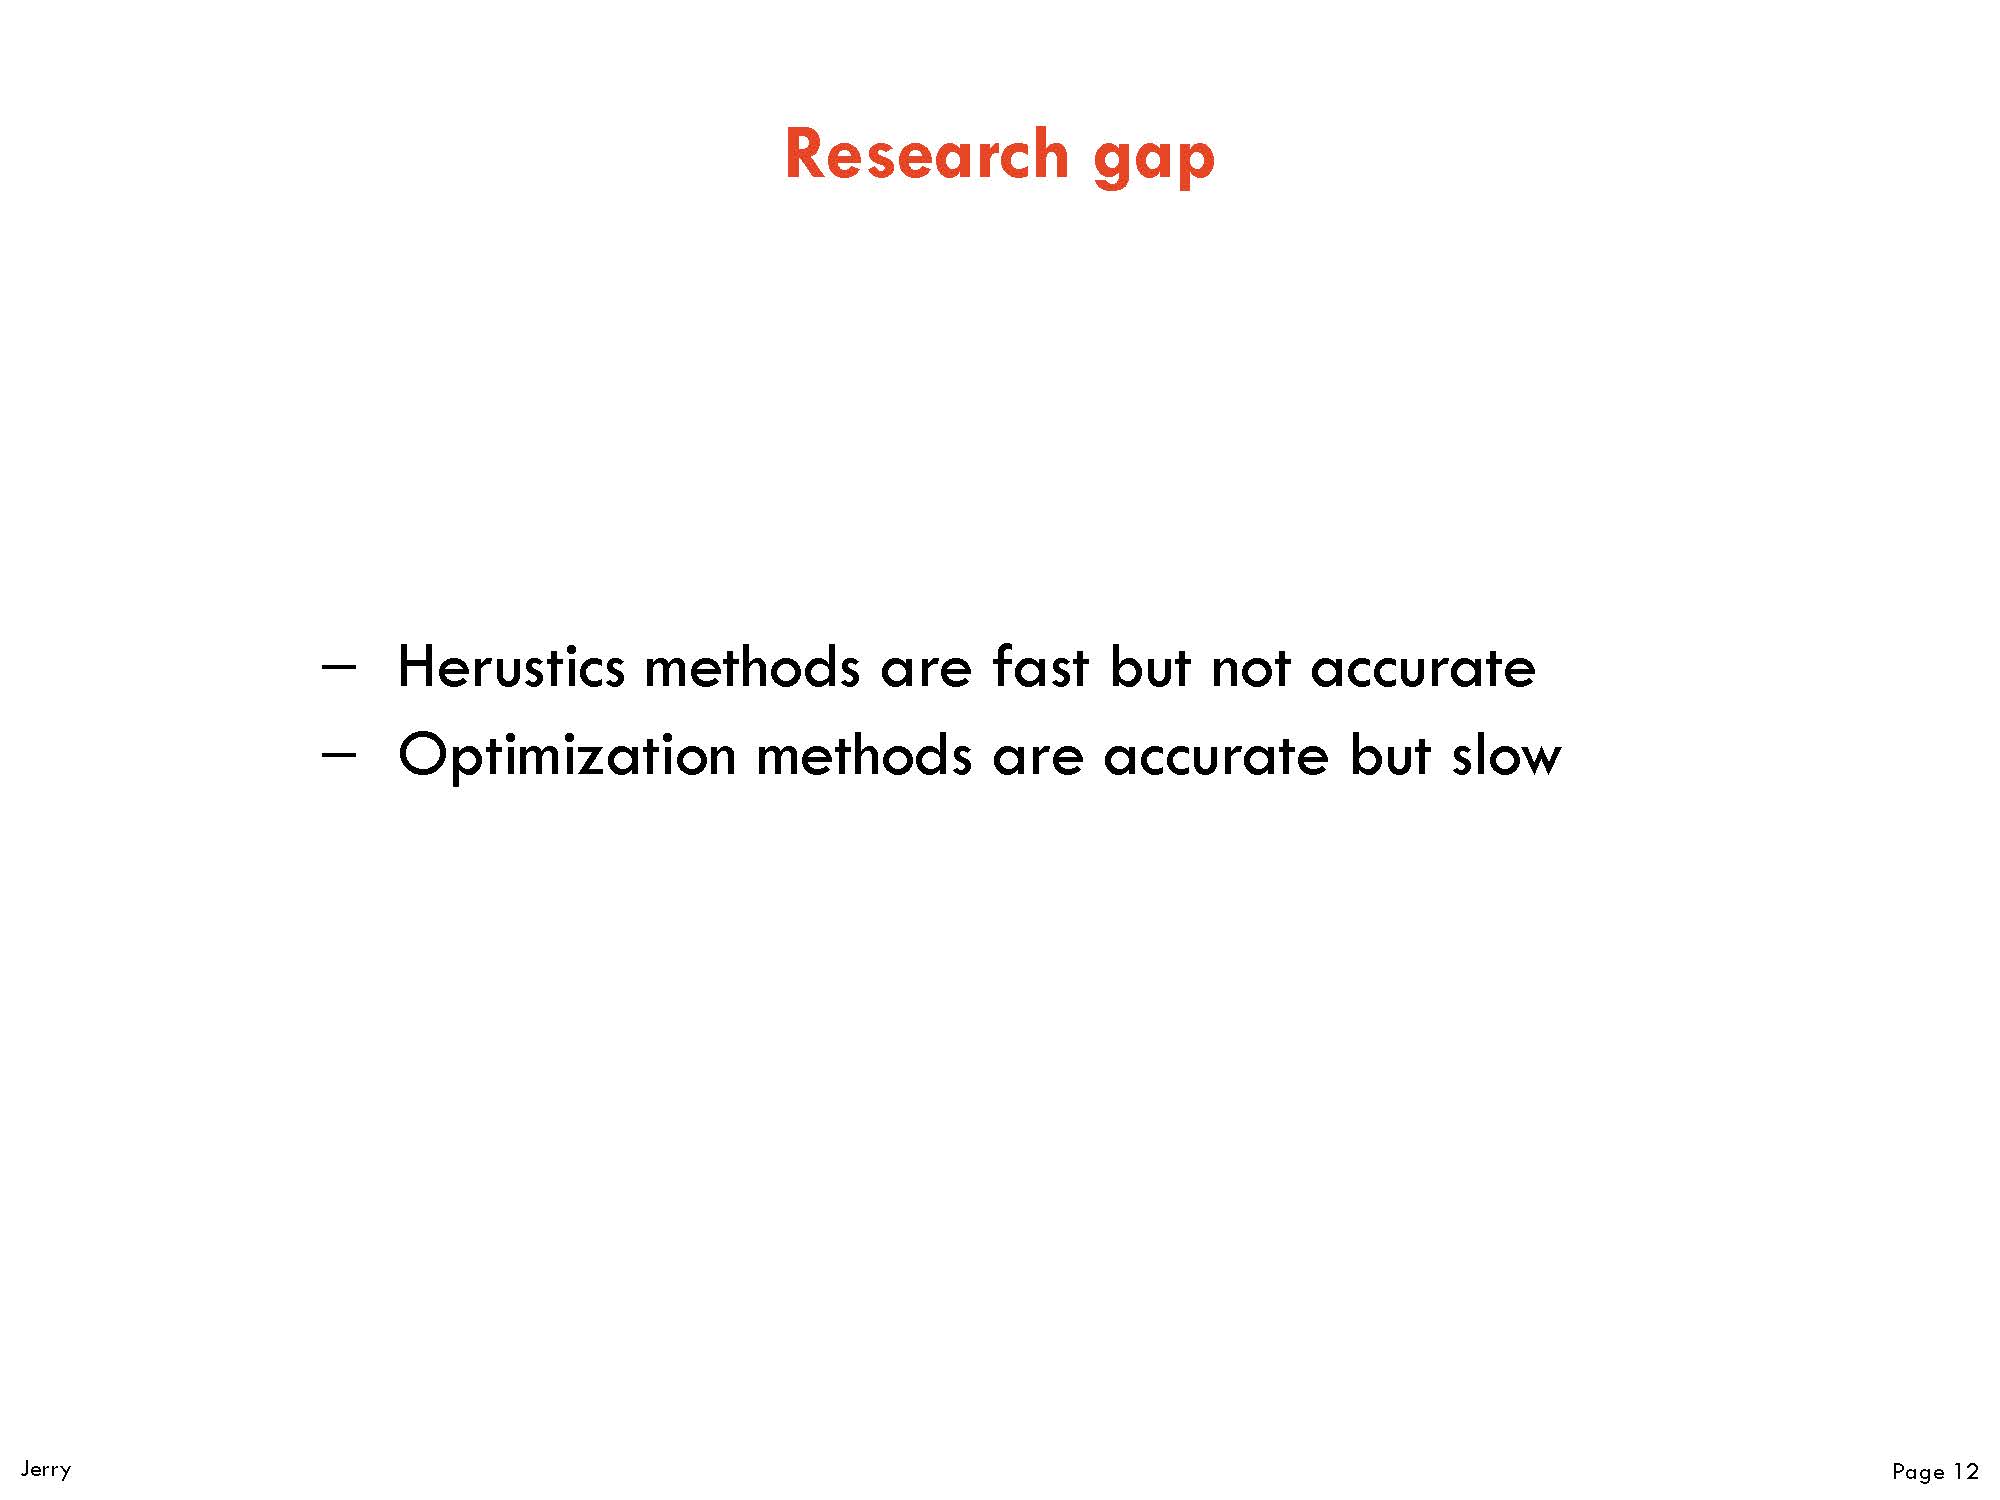 Research gap
– Herustics methods are fast but not accurate
– Optimization methods are accurate but slow
Jerry
Page 12